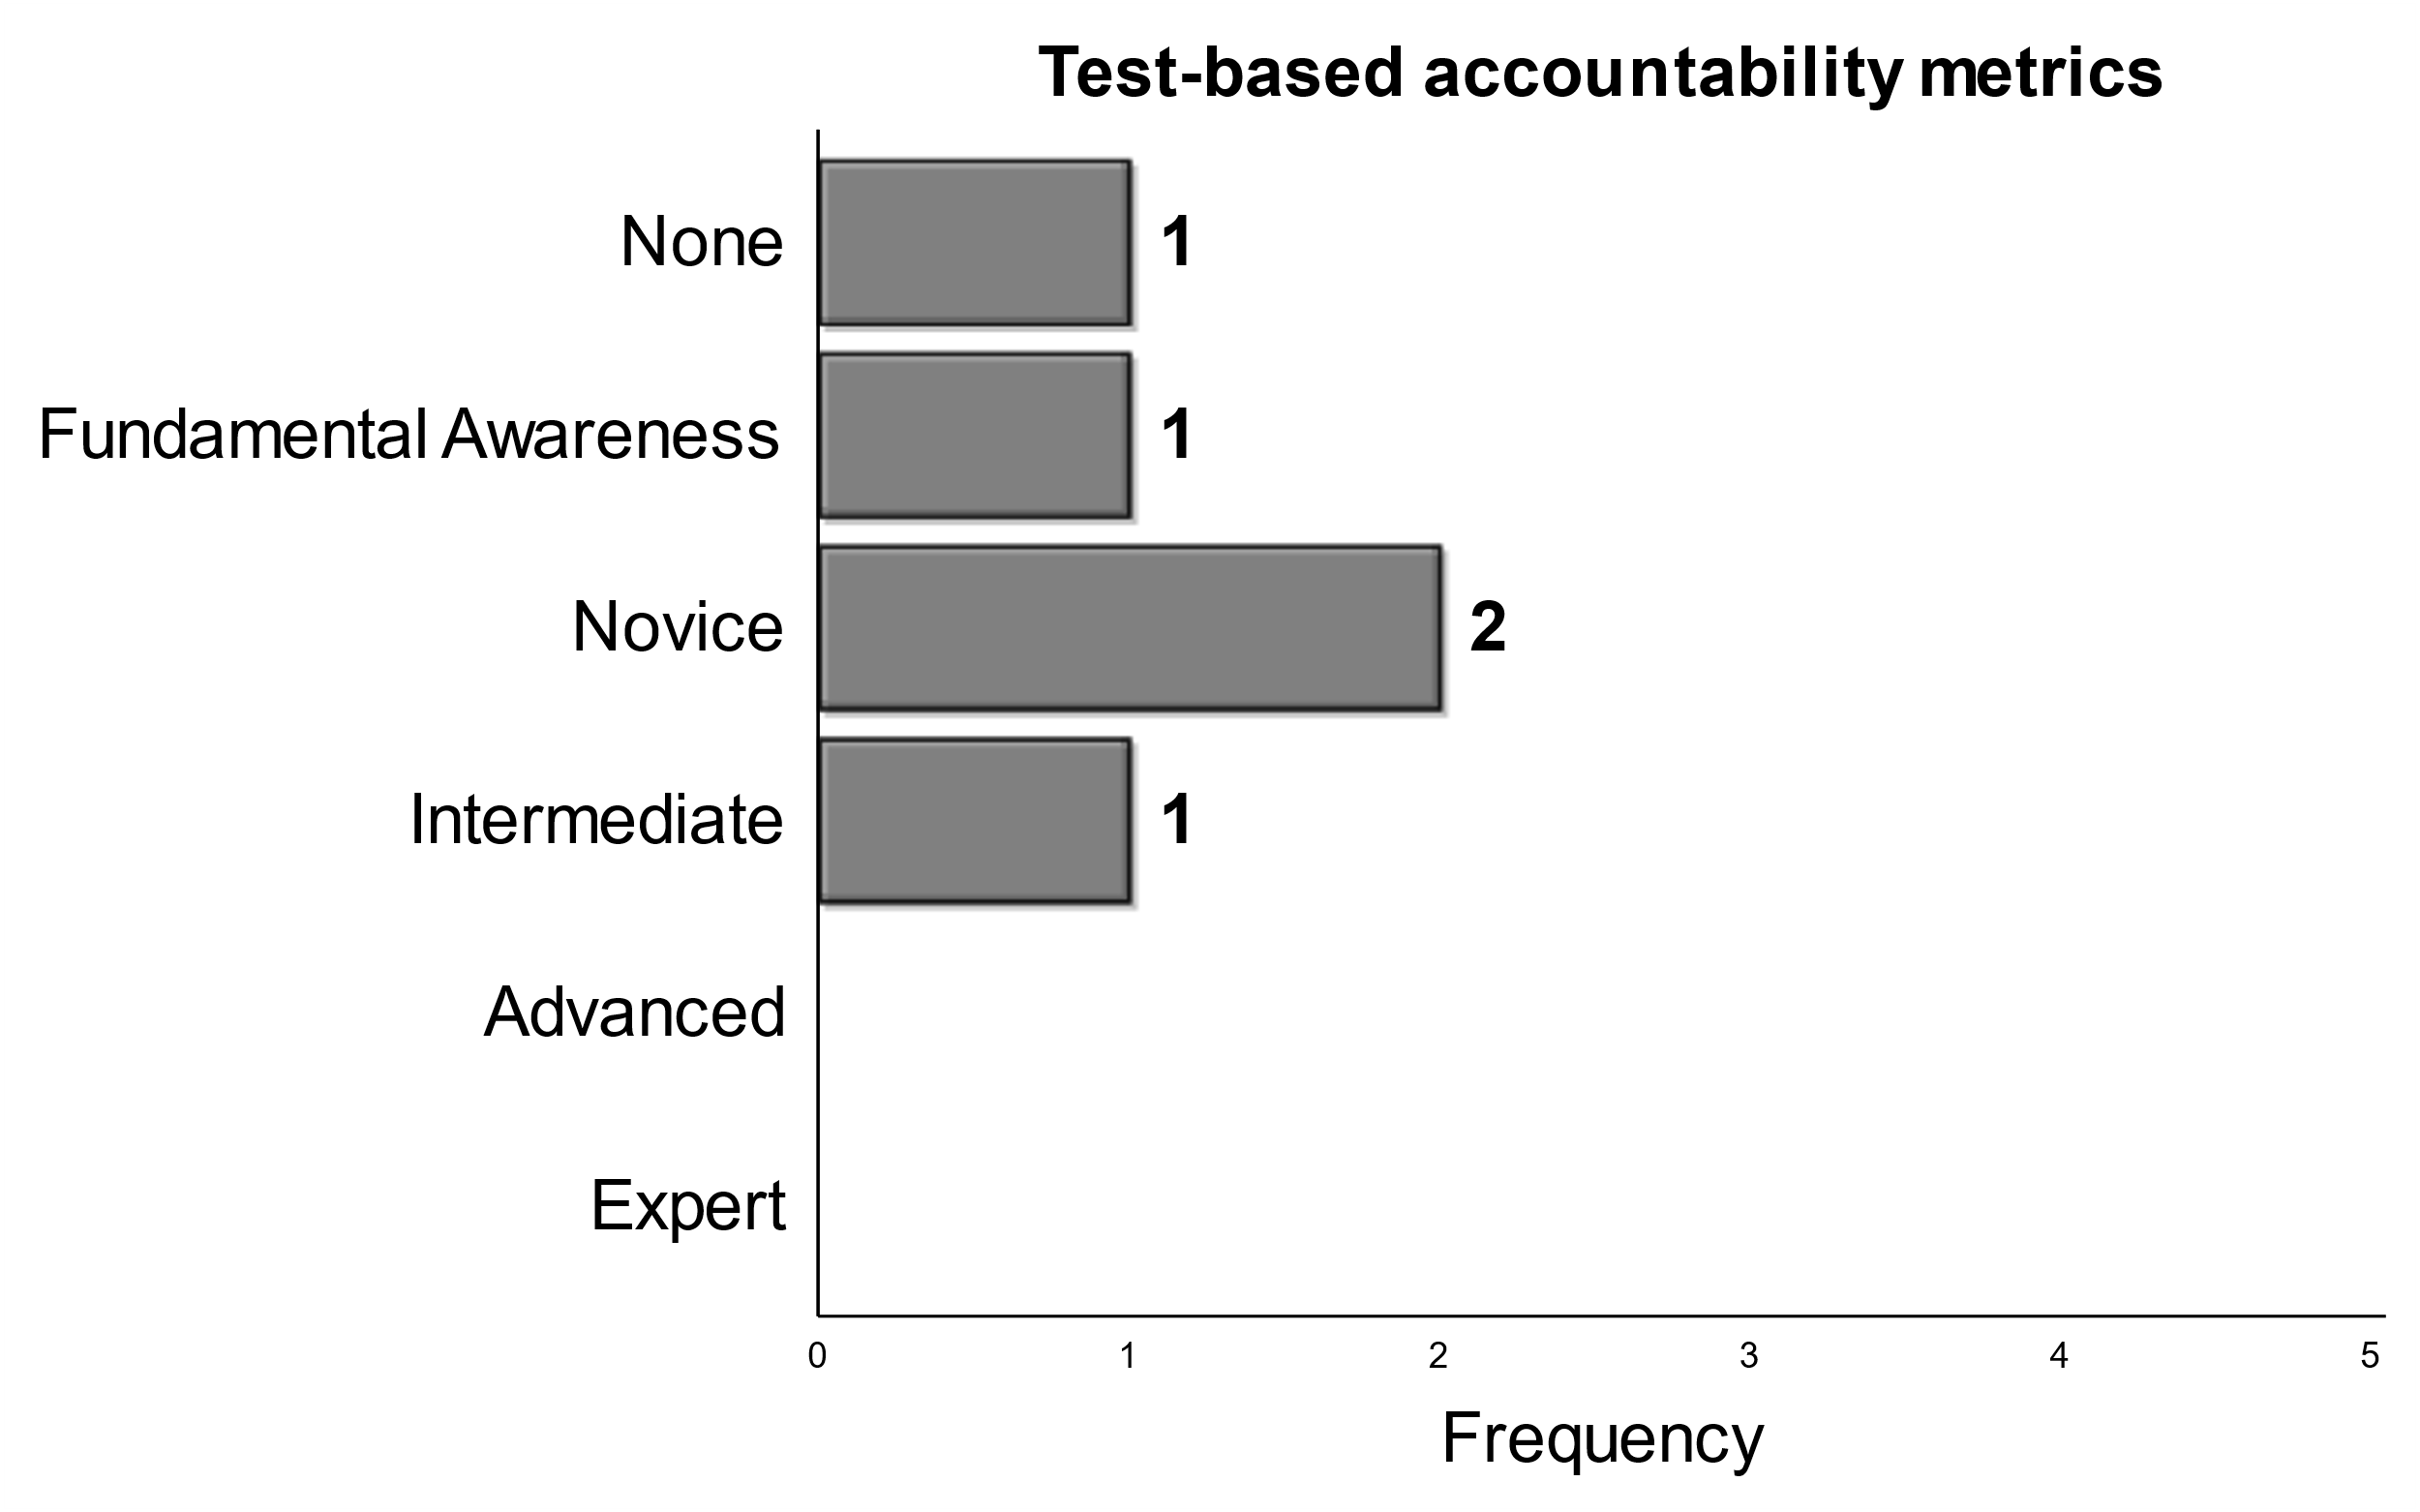 Test-based accountability metrics
None
1
Fundamental Awareness
1
Novice
2
Intermediate
1
Advanced
Expert
0 1 2 3 4 5
Frequency